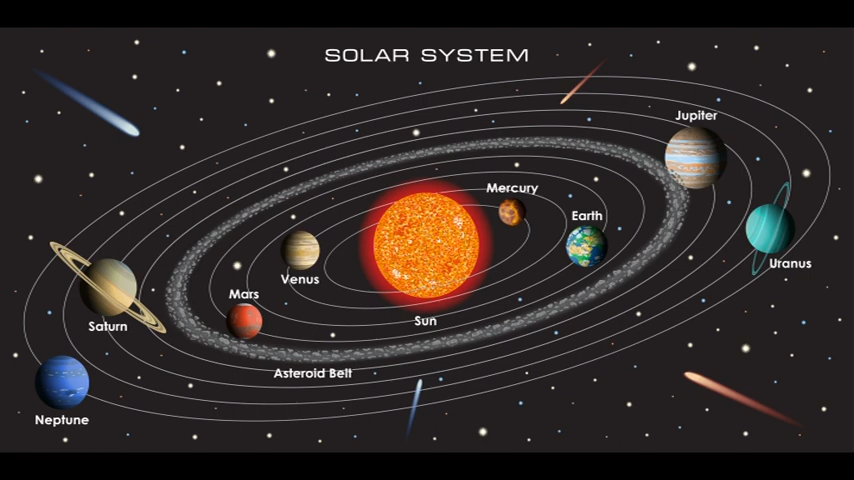 SOLAR SYSTEM
Jupiter
Mercury
Earth
Uranus
Venus
Mars
Saturn
Sun
Asteroid Belt
Neptune